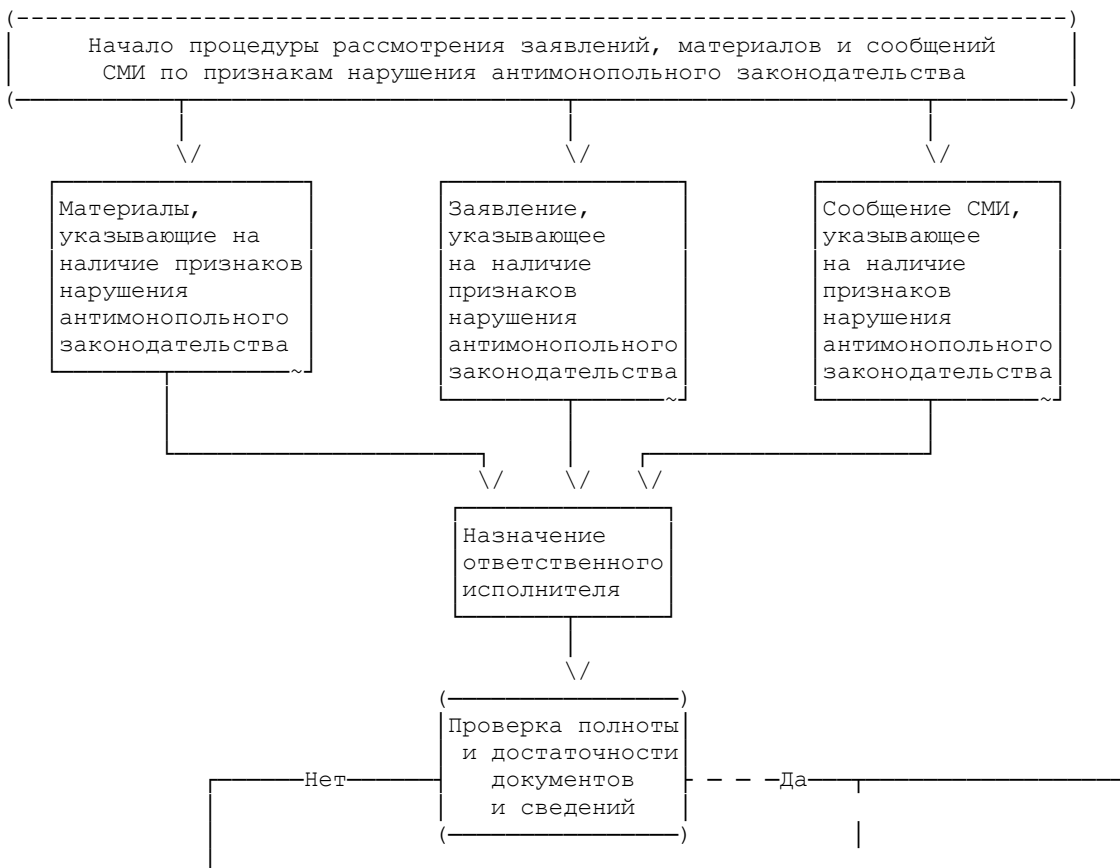 Начало процедуры рассмотрения заявлений, материалов и сообщений
СМИ по признакам нарушения антимонопольного законодательства
Материалы,
указывающие на
наличие признаков
нарушения
антимонопольного
законодательства
Заявление,
указывающее
на наличие
признаков
нарушения
антимонопольного
законодательства
Сообщение СМИ,
указывающее
на наличие
признаков
нарушения
антимонопольного
законодательства
Назначение
ответственного
исполнителя
Проверка полноты
и достаточности
документов
и сведений
Нет
Да